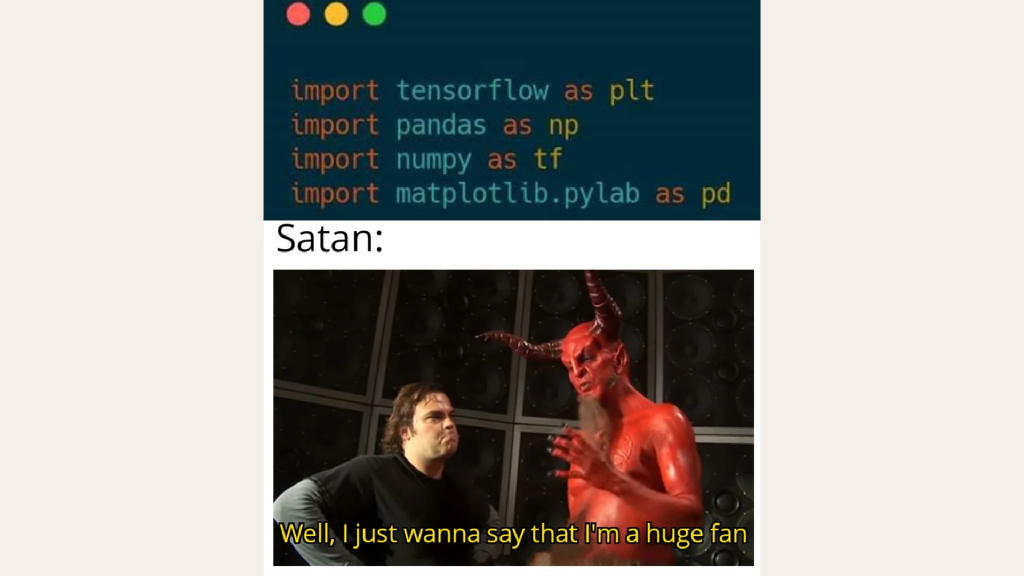 import tensorflow as plt
import pandas as np
import numpy as tf
import matplotlib.pylab as pd
Satan:
Well, I just wanna say that I'm a huge fan